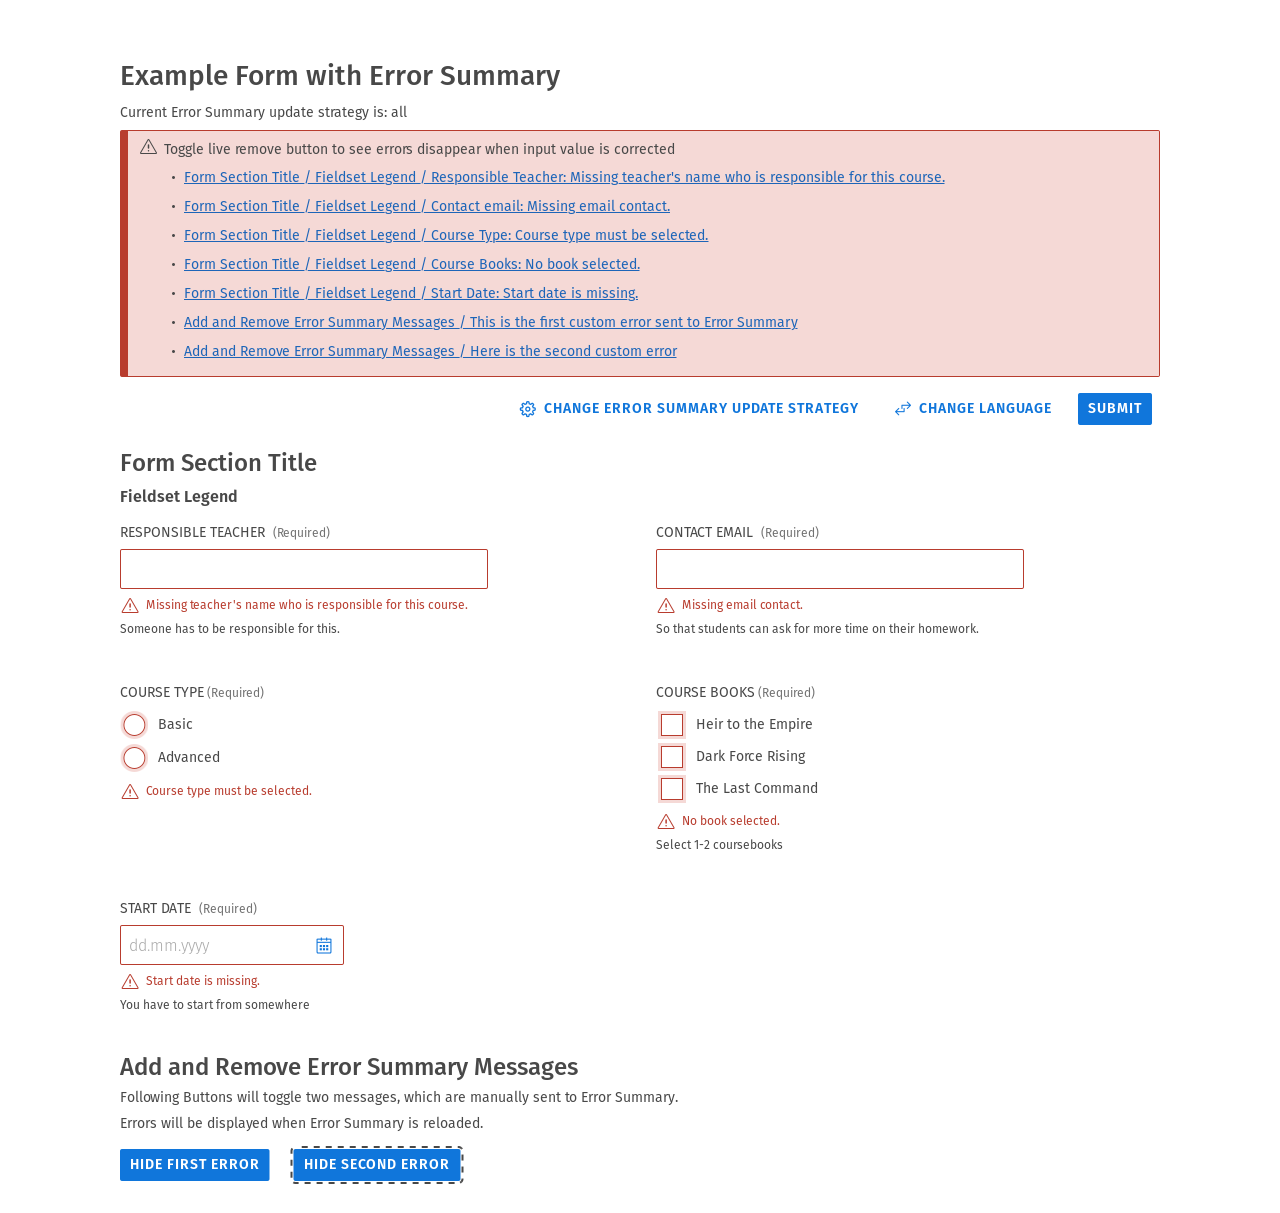 Example Form with Error Summary
Current Error Summary update strategy is: all
Toggle live remove button to see errors disappear when input value is corrected
• Form Section Title / Fieldset Legend / Responsible Teacher: Missing teacher's name who is responsible for this course.
• Form Section Title / Fieldset Legend / Contact email: Missing email contact.
• Form Section Title / Fieldset Legend / Course Type: Course type must be selected.
• Form Section Title / Fieldset Legend / Course Books: No book selected.
• Form Section Title / Fieldset Legend / Start Date: Start date is missing.
• Add and Remove Error Summary Messages / This is the first custom error sent to Error Summary
• Add and Remove Error Summary Messages / Here is the second custom error
CHANGE ERROR SUMMARY UPDATE STRATEGY CHANGE LANGUAGE SUBMIT
Form Section Title
Fieldset Legend
RESPONSIBLE TEACHER (Required)
Missing teacher's name who is responsible for this course.
Someone has to be responsible for this.
CONTACT EMAIL (Required)
Missing email contact.
So that students can ask for more time on their homework.
COURSE TYPE (Required)
Basic
Advanced
Course type must be selected.
COURSE BOOKS (Required)
Heir to the Empire
Dark Force Rising
The Last Command
No book selected.
Select 1-2 coursebooks
START DATE (Required)
dd.mm.yyyy
Start date is missing.
You have to start from somewhere
Add and Remove Error Summary Messages
Following Buttons will toggle two messages, which are manually sent to Error Summary.
Errors will be displayed when Error Summary is reloaded.
HIDE FIRST ERROR HIDE SECOND ERROR